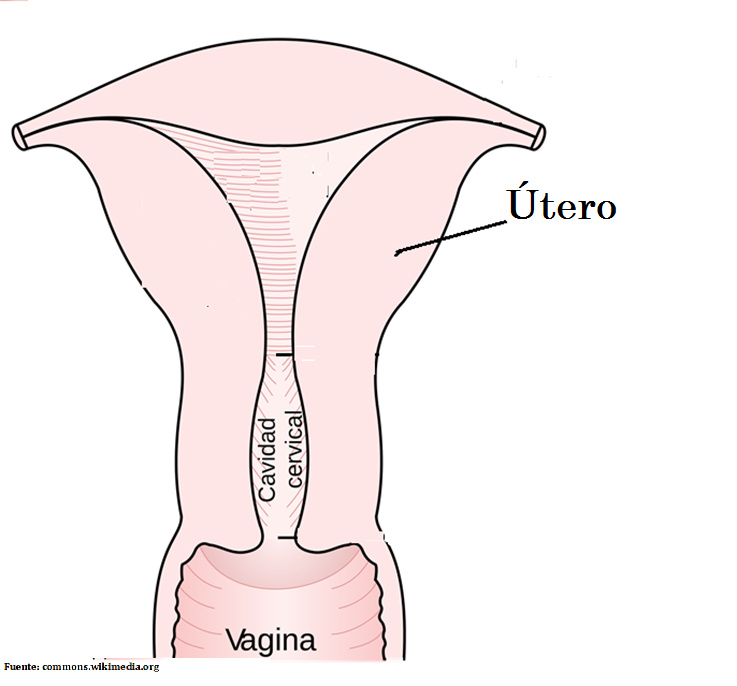 Útero
Cavidad
cervical
Vagina
Fuente: commons.wikimedia.org